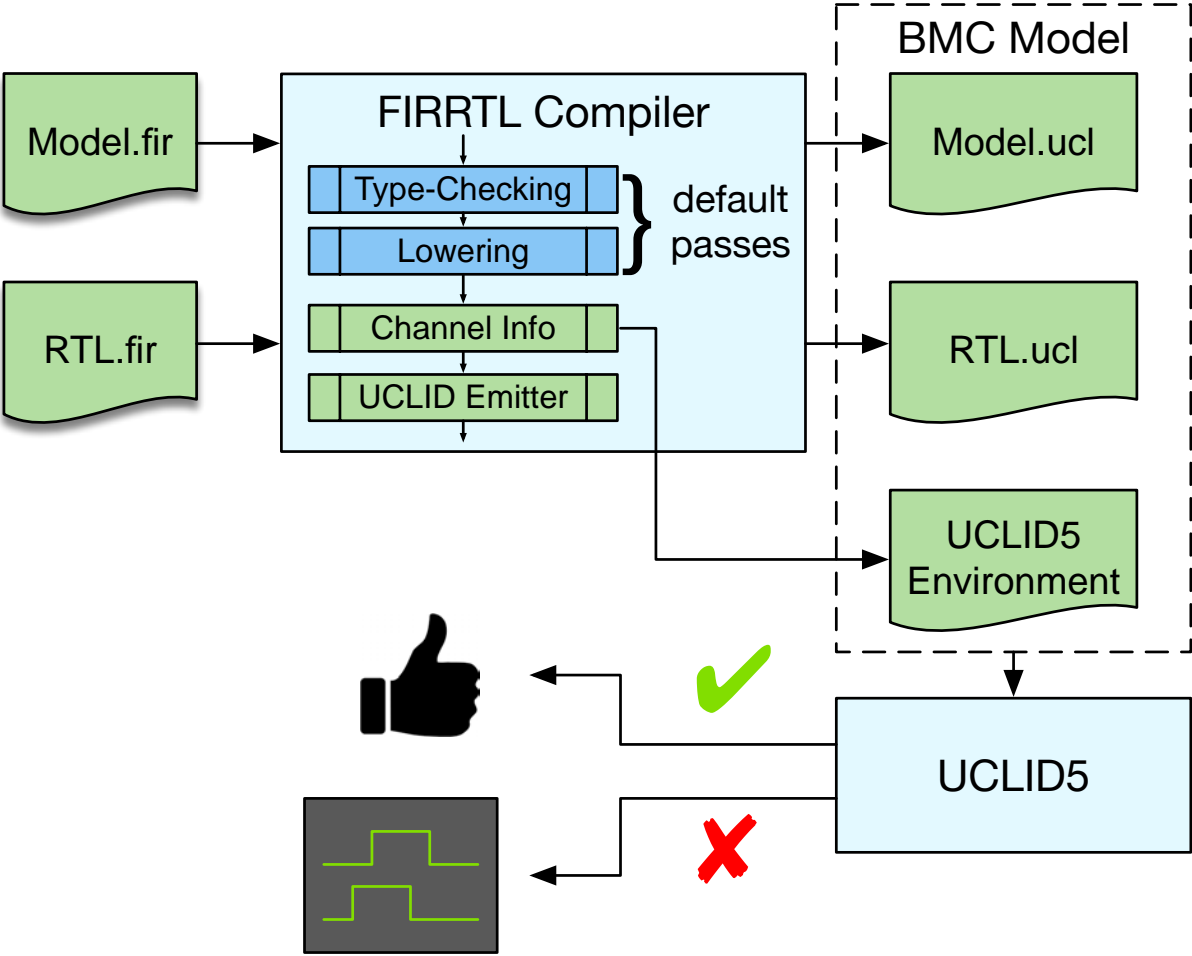 BMC Model
Model.fir
FIRRTL Compiler
Model.ucl
Type-Checking
default
passes
Lowering
RTL.fir
Channel Info
RTL.ucl
UCLID Emitter
UCLID5
Environment
UCLID5